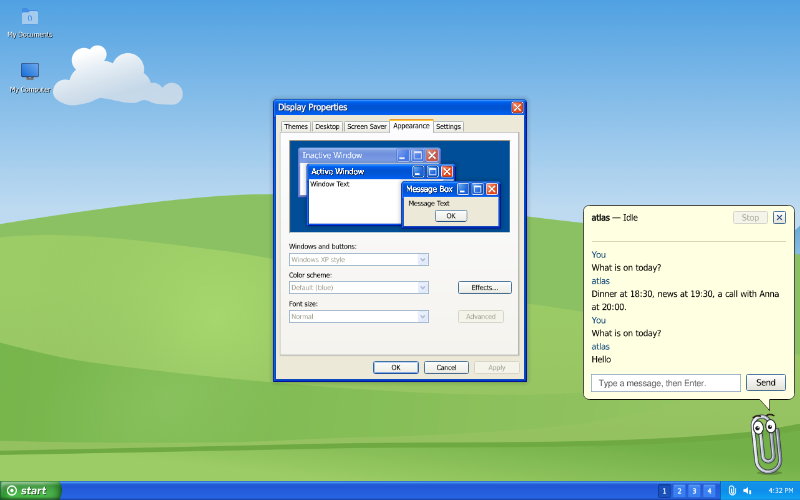 My Documents
My Computer
Display Properties
Themes
Desktop
Screen Saver
Appearance
Settings
Inactive Window
Active Window
Window Text
Message Box
Message Text
OK
Windows and buttons:
Windows XP style
Color scheme:
Default (blue)
Effects...
Font size:
Normal
Advanced
OK
Cancel
Apply
atlas — Idle
Stop
You
What is on today?
atlas
Dinner at 18:30, news at 19:30, a call with Anna
at 20:00.
You
What is on today?
atlas
Hello
Type a message, then Enter.
Send
start
1
2
3
4
4:32 PM